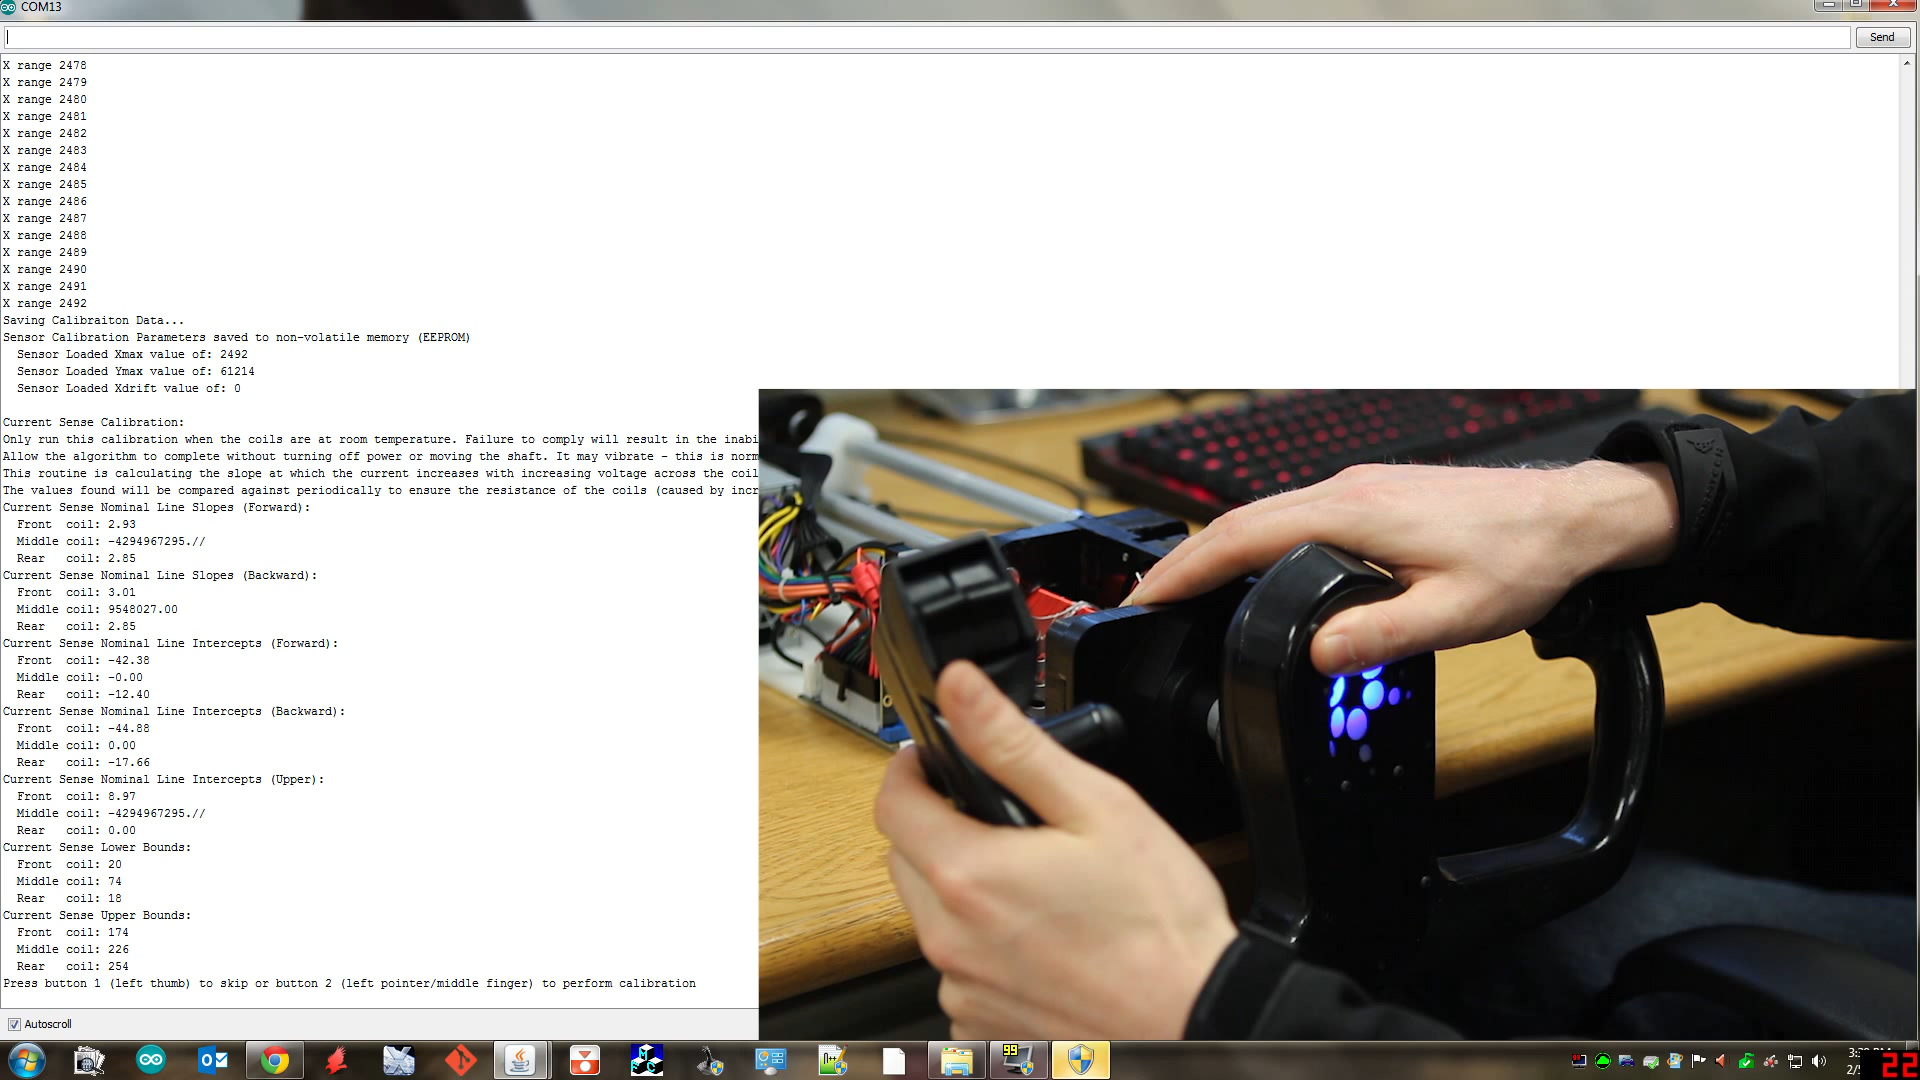 COM13
Send
X range 2478
X range 2479
X range 2480
X range 2481
X range 2482
X range 2483
X range 2484
X range 2485
X range 2486
X range 2487
X range 2488
X range 2489
X range 2490
X range 2491
X range 2492
Saving Calibraiton Data...
Sensor Calibration Parameters saved to non-volatile memory (EEPROM)
Sensor Loaded Xmax value of: 2492
Sensor Loaded Ymax value of: 61214
Sensor Loaded Xdrift value of: 0
Current Sense Calibration:
Only run this calibration when the coils are at room temperature. Failure to comply will result in the inabi
Allow the algorithm to complete without turning off power or moving the shaft. It may vibrate - this is norm
This routine is calculating the slope at which the current increases with increasing voltage across the coil
The values found will be compared against periodically to ensure the resistance of the coils (caused by incr
Current Sense Nominal Line Slopes (Forward):
Front coil: 2.93
Middle coil: -4294967295.//
Rear coil: 2.85
Current Sense Nominal Line Slopes (Backward):
Front coil: 3.01
Middle coil: 9548027.00
Rear coil: 2.85
Current Sense Nominal Line Intercepts (Forward):
Front coil: -42.38
Middle coil: -0.00
Rear coil: -12.40
Current Sense Nominal Line Intercepts (Backward):
Front coil: -44.88
Middle coil: 0.00
Rear coil: -17.66
Current Sense Nominal Line Intercepts (Upper):
Front coil: 8.97
Middle coil: -4294967295.//
Rear coil: 0.00
Current Sense Lower Bounds:
Front coil: 20
Middle coil: 74
Rear coil: 18
Current Sense Upper Bounds:
Front coil: 174
Middle coil: 226
Rear coil: 254
Press button 1 (left thumb) to skip or button 2 (left pointer/middle finger) to perform calibration
Autoscroll
99
22